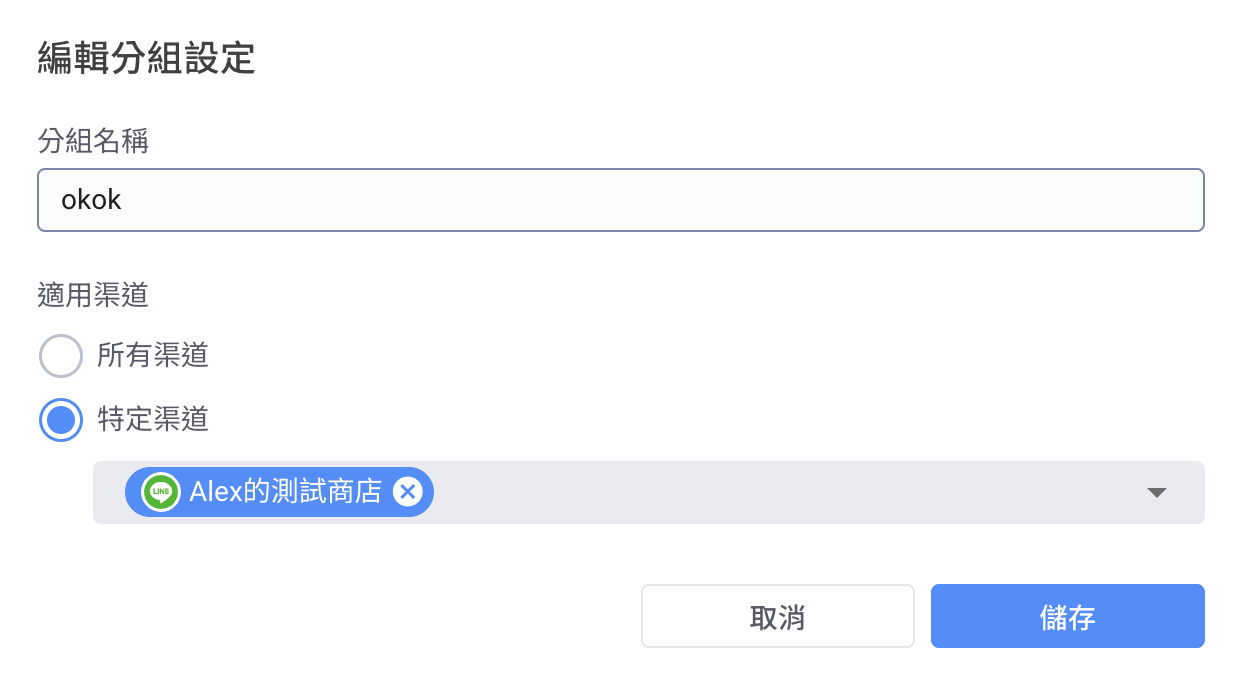 編輯分組設定
分組名稱
okok
適用渠道
所有渠道
特定渠道
LINE Alex的測試商店
取消 儲存